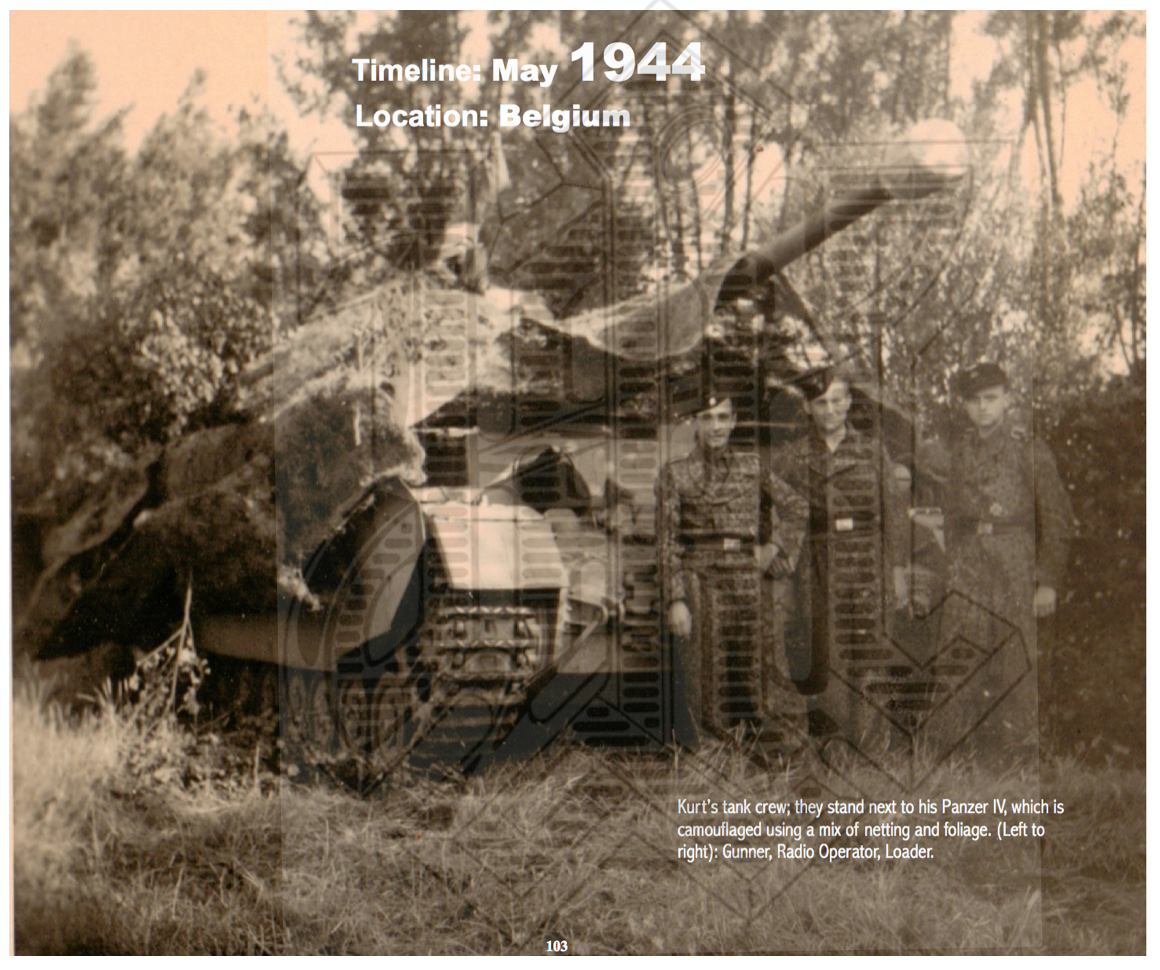 Timeline: May 1944
Location: Belgium
Kurt's tank crew; they stand next to his Panzer IV, which is
camouflaged using a mix of netting and foliage. (Left to
right): Gunner, Radio Operator, Loader.
103